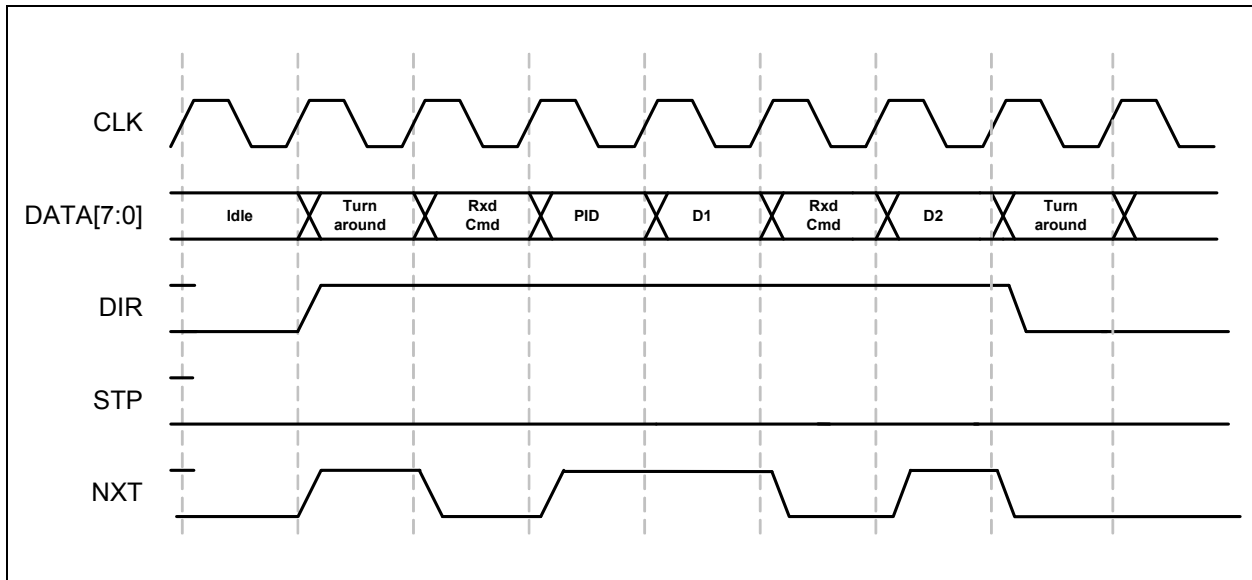 CLK
DATA[7:0]
Idle
Turn
around
Rxd
Cmd
PID
D1
Rxd
Cmd
D2
Turn
around
DIR
STP
NXT